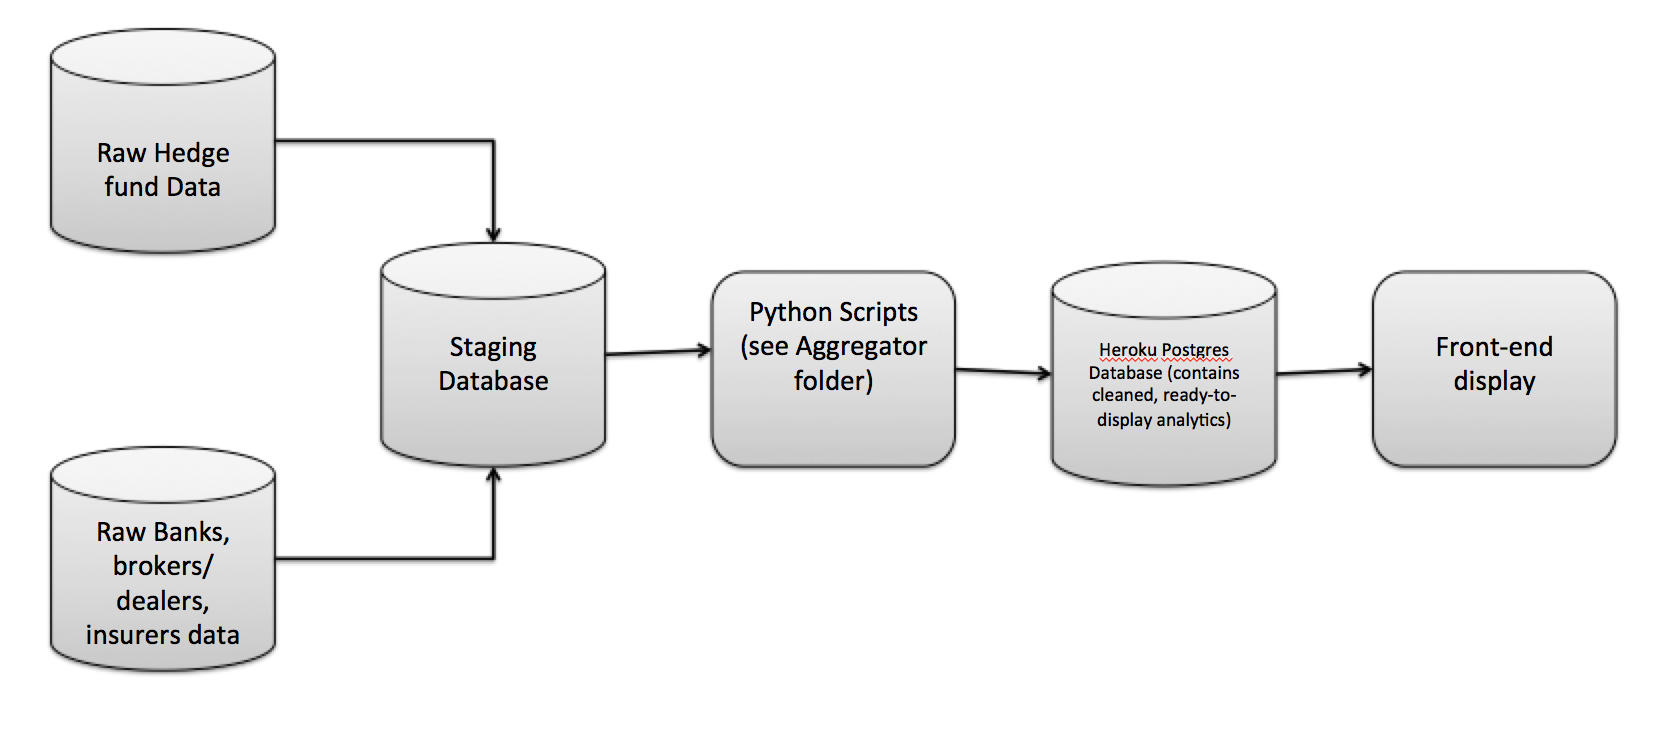 Raw Hedge
fund Data
Staging
Database
Raw Banks,
brokers/
dealers,
insurers data
Python Scripts
(see Aggregator
folder)
Heroku Postgres
Database (contains
cleaned, ready-to-
display analytics)
Front-end
display